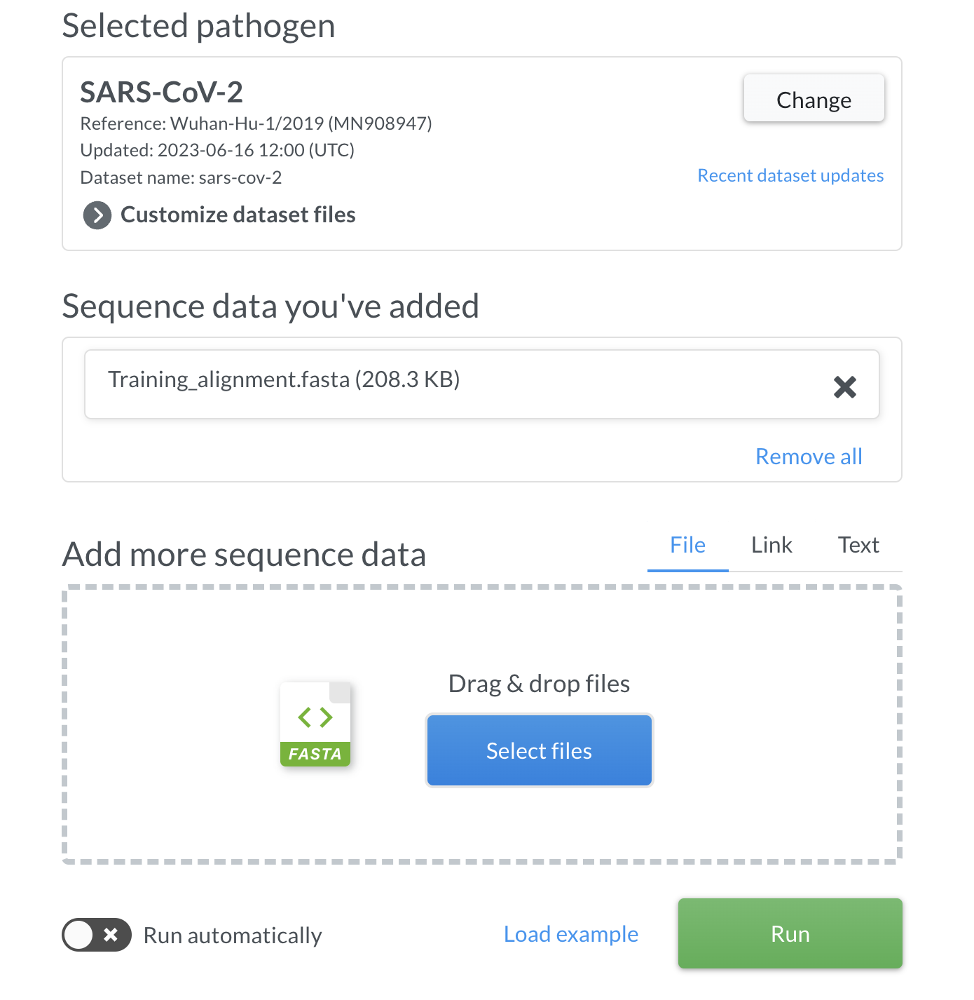 Selected pathogen
SARS-CoV-2
Change
Reference: Wuhan-Hu-1/2019 (MN908947)
Updated: 2023-06-16 12:00 (UTC)
Dataset name: sars-cov-2
Recent dataset updates
Customize dataset files
Sequence data you've added
Training_alignment.fasta (208.3 KB)
Remove all
Add more sequence data
File
Link
Text
Drag & drop files
FASTA
Select files
Run automatically
Load example
Run